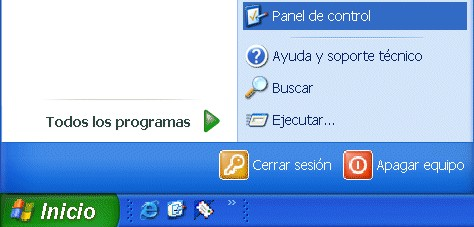 Panel de control
Ayuda y soporte técnico
Buscar
Todos los programas
Ejecutar...
Cerrar sesión
Apagar equipo
Inicio